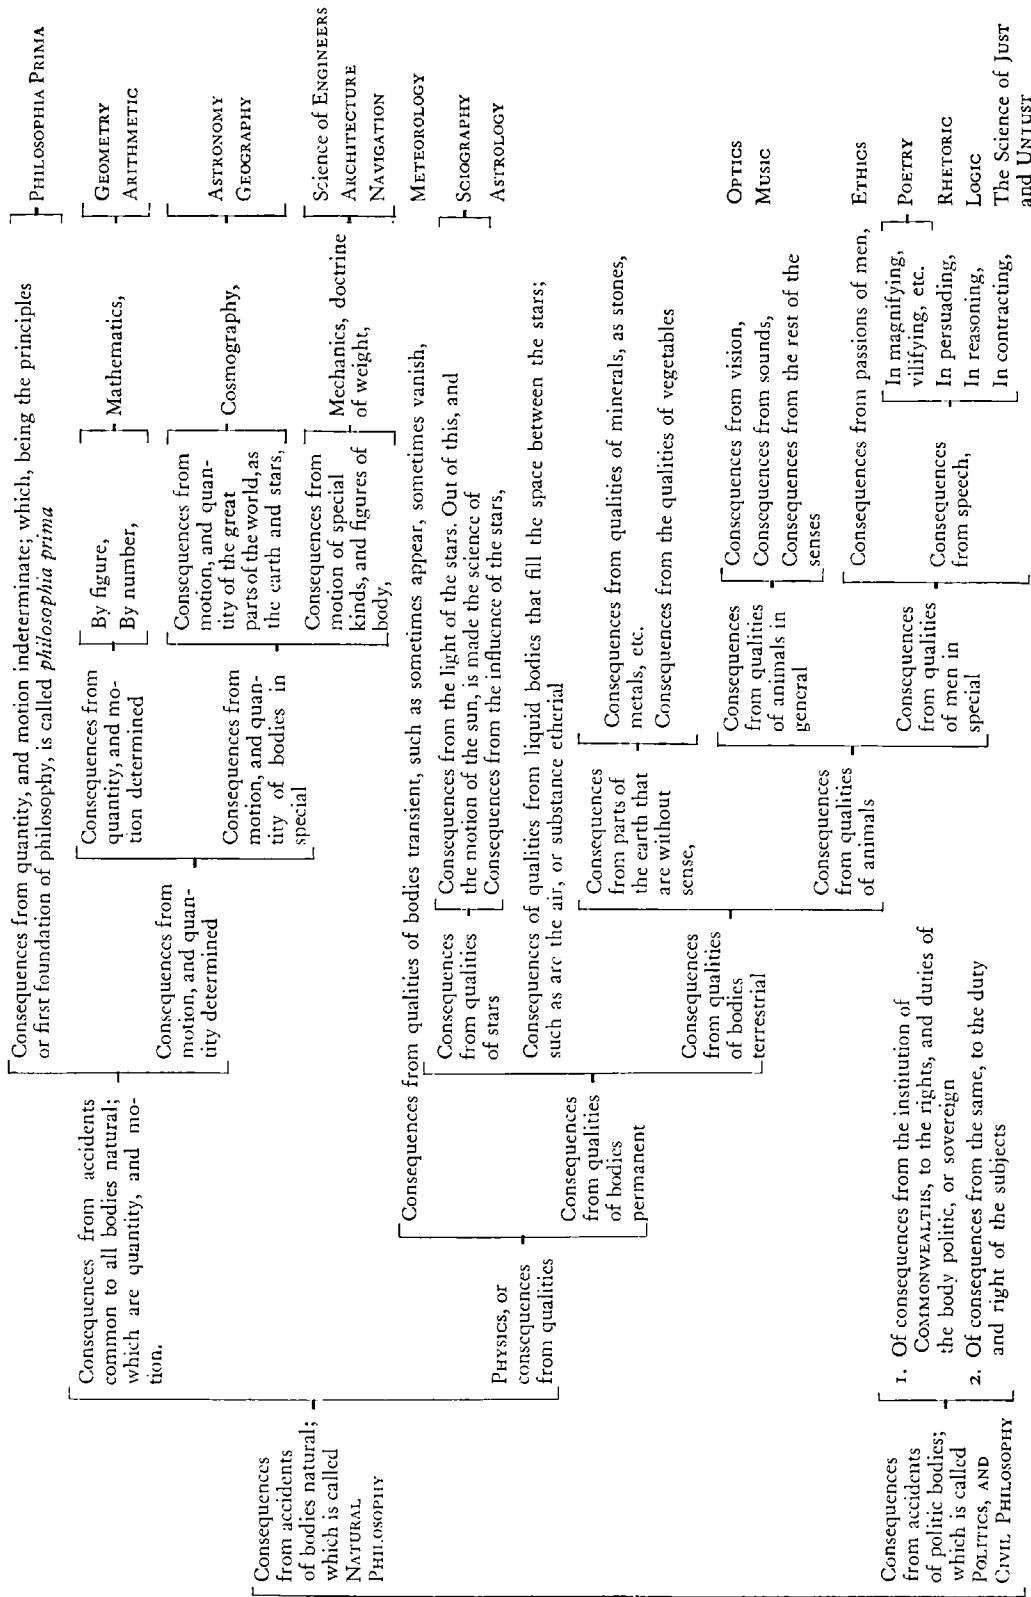 Consequences
from accidents
of bodies natural;
which is called
NATURAL
PHILOSOPHY
Consequences from accidents
common to all bodies natural;
which are quantity, and mo-
tion.
Consequences from quantity, and motion indeterminate; which, being the principles
or first foundation of philosophy, is called philosophia prima
PHILOSOPHIA PRIMA
Consequences from
motion, and quan-
tity determined
Consequences from
quantity, and mo-
tion determined
By figure,
By number,
Mathematics,
GEOMETRY
ARITHMETIC
Consequences from
motion, and quan-
tity of bodies in
special
Consequences from
motion, and quan-
tity of the great
parts of the world, as
the earth and stars,
Cosmography,
ASTRONOMY
GEOGRAPHY
Consequences from
motion of special
kinds, and figures of
body,
Mechanics, doctrine
of weight,
Science of ENGINEERS
ARCHITECTURE
NAVIGATION
PHYSICS, or
consequences
from qualities
Consequences from qualities of bodies transient, such as sometimes appear, sometimes vanish,
METEOROLOGY
Consequences
from qualities
of bodies
permanent
Consequences
from qualities
of stars
Consequences from the light of the stars. Out of this, and
the motion of the sun, is made the science of
SCIOGRAPHY
Consequences from the influence of the stars,
ASTROLOGY
Consequences of qualities from liquid bodies that fill the space between the stars;
such as are the air, or substance etherial
Consequences
from qualities
of bodies
terrestrial
Consequences
from parts of
the earth that
are without
sense,
Consequences from qualities of minerals, as stones,
metals, etc.
Consequences from the qualities of vegetables
Consequences
from qualities
of animals
Consequences
from qualities
of animals in
general
Consequences from vision,
OPTICS
Consequences from sounds,
MUSIC
Consequences from the rest of the
senses
Consequences
from qualities
of men in
special
Consequences from passions of men,
ETHICS
Consequences
from speech,
In magnifying,
vilifying, etc.
POETRY
In persuading,
RHETORIC
In reasoning,
LOGIC
In contracting,
The Science of JUST
and UNJUST
Consequences
from accidents
of politic bodies;
which is called
POLITICS, AND
CIVIL PHILOSOPHY
1. Of consequences from the institution of
COMMONWEALTHS, to the rights, and duties of
the body politic, or sovereign
2. Of consequences from the same, to the duty
and right of the subjects